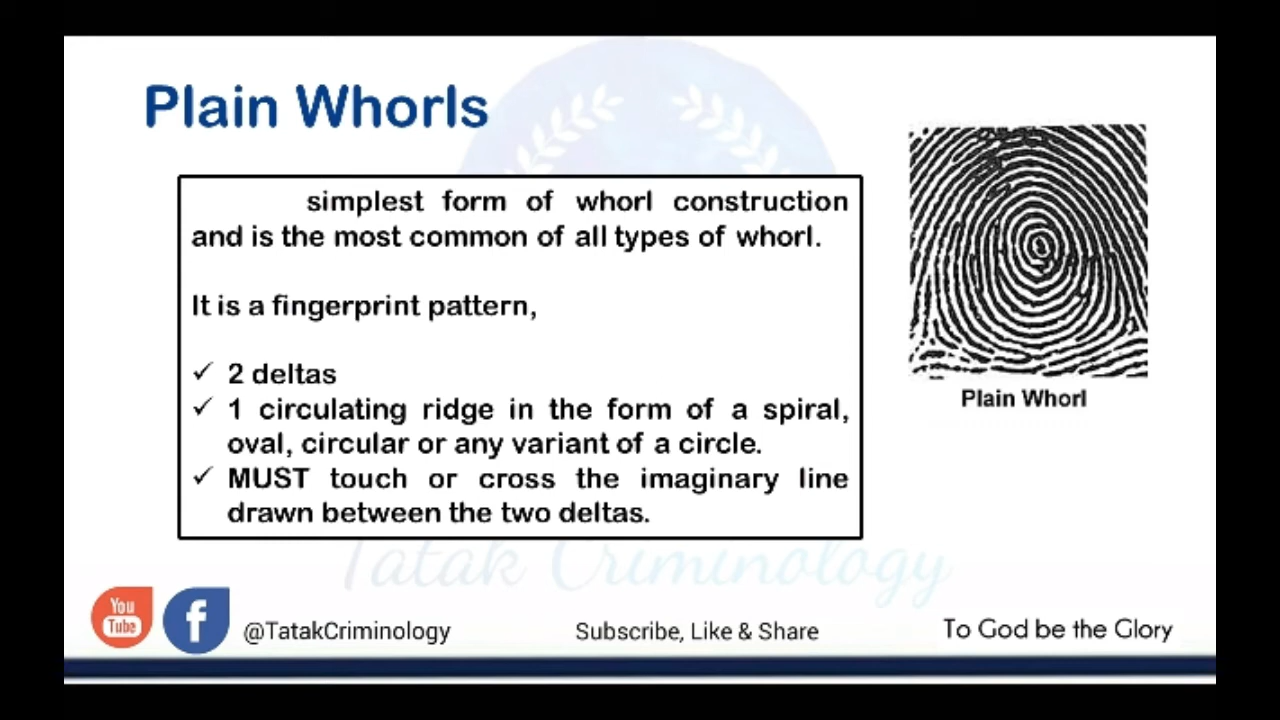 Plain Whorls
simplest form of whorl construction
and is the most common of all types of whorl.
It is a fingerprint pattern,
✓ 2 deltas
✓ 1 circulating ridge in the form of a spiral,
oval, circular or any variant of a circle.
✓ MUST touch or cross the imaginary line
drawn between the two deltas.
Plain Whorl
Tatak Criminology
You
Tube
f
@TatakCriminology
Subscribe, Like & Share
To God be the Glory